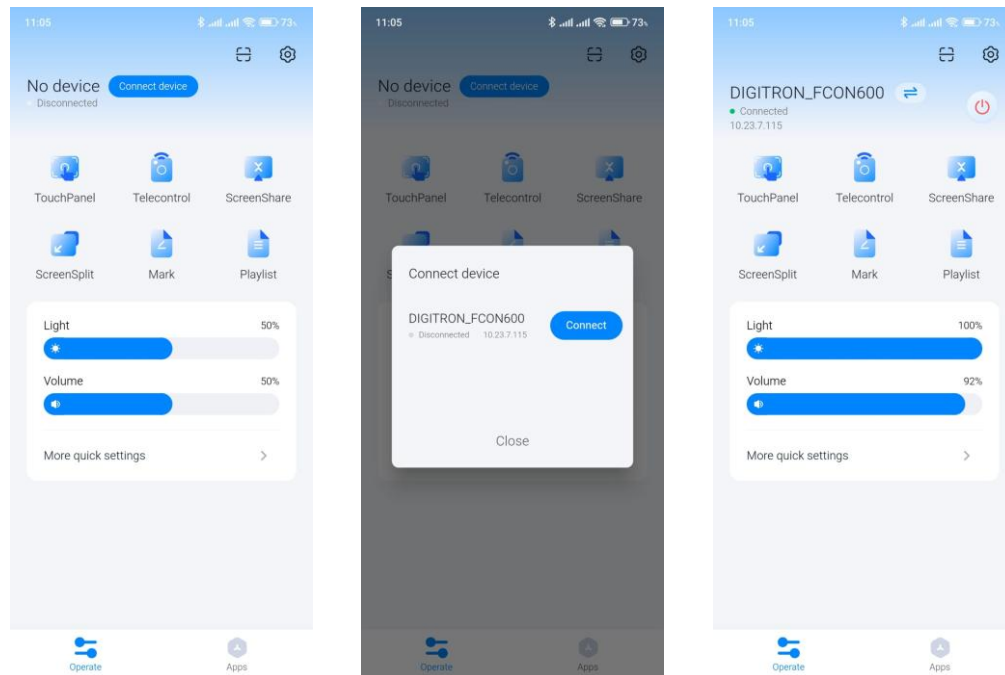 11:05
73%
No device
Connect device
Disconnected
TouchPanel Telecontrol ScreenShare
ScreenSplit Mark Playlist
Light 50%
Volume 50%
More quick settings
Operate Apps
11:05
73%
No device
Connect device
Disconnected
TouchPanel Telecontrol ScreenShare
S
Connect device
DIGITRON_FCON600
Disconnected 10.23.7.115
Connect
Close
Operate Apps
11:05
73%
DIGITRON_FCON600
Connected
10.23.7.115
TouchPanel Telecontrol ScreenShare
ScreenSplit Mark Playlist
Light 100%
Volume 92%
More quick settings
Operate Apps